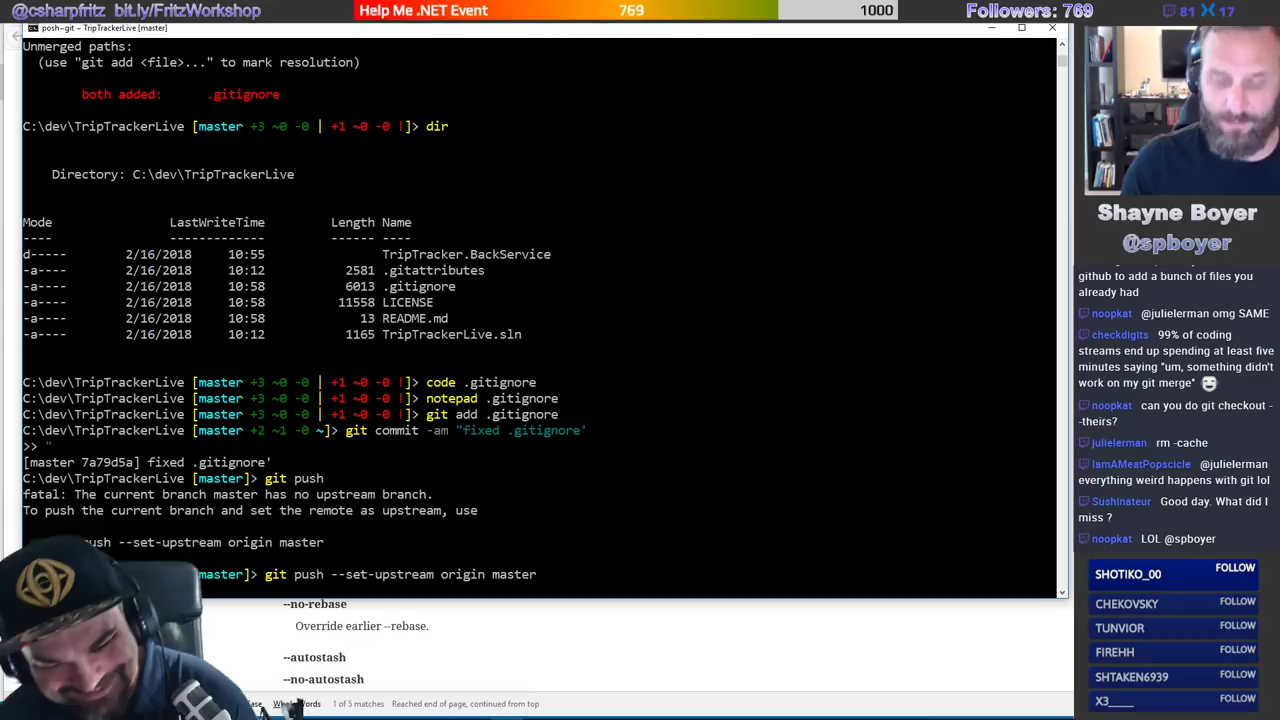 @csharpfritz bit.ly/FritzWorkshop
Help Me .NET Event
769
1000
Followers: 769
81
17
posh~git ~ TripTrackerLive [master]
Unmerged paths:
(use "git add <file>..." to mark resolution)
both added: .gitignore
C:\dev\TripTrackerLive [master +3 ~0 -0 | +1 ~0 -0 !]> dir
Directory: C:\dev\TripTrackerLive
Mode LastWriteTime Length Name
---- ------------- ------ ----
d----- 2/16/2018 10:55 TripTracker.BackService
-a---- 2/16/2018 10:12 2581 .gitattributes
-a---- 2/16/2018 10:58 6013 .gitignore
-a---- 2/16/2018 10:58 11558 LICENSE
-a---- 2/16/2018 10:58 13 README.md
-a---- 2/16/2018 10:12 1165 TripTrackerLive.sln
C:\dev\TripTrackerLive [master +3 ~0 -0 | +1 ~0 -0 !]> code .gitignore
C:\dev\TripTrackerLive [master +3 ~0 -0 | +1 ~0 -0 !]> notepad .gitignore
C:\dev\TripTrackerLive [master +3 ~0 -0 | +1 ~0 -0 !]> git add .gitignore
C:\dev\TripTrackerLive [master +2 ~1 -0 ~]> git commit -am "fixed .gitignore'
>> "
[master 7a79d5a] fixed .gitignore'
C:\dev\TripTrackerLive [master]> git push
fatal: The current branch master has no upstream branch.
To push the current branch and set the remote as upstream, use
push --set-upstream origin master
master]> git push --set-upstream origin master
--no-rebase
Override earlier --rebase.
--autostash
--no-autostash
Words
1 of 5 matches
Reached end of page, continued from top
Shayne Boyer
@spboyer
github to add a bunch of files you
already had
noopkat: @julielerman omg SAME
checkdigits: 99% of coding
streams end up spending at least five
minutes saying "um, something didn't
work on my git merge"
noopkat: can you do git checkout -
-theirs?
julielerman: rm -cache
IamAMeatPopscicle: @julielerman
everything weird happens with git lol
Sushinateur: Good day. What did I
miss ?
noopkat: LOL @spboyer
SHOTIKO_00 FOLLOW
CHEKOVSKY FOLLOW
TUNVIOR FOLLOW
FIREHH FOLLOW
SHTAKEN6939 FOLLOW
X3____ FOLLOW